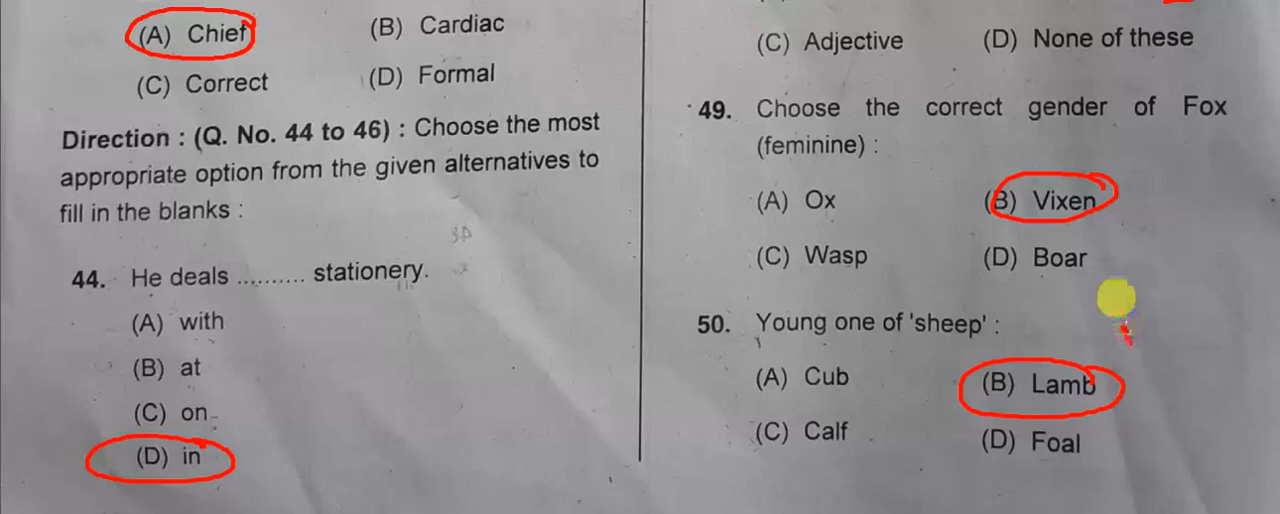 (A) Chief (B) Cardiac
(C) Correct (D) Formal
Direction : (Q. No. 44 to 46) : Choose the most
appropriate option from the given alternatives to
fill in the blanks :
44. He deals .......... stationery.
(A) with
(B) at
(C) on
(D) in
(C) Adjective (D) None of these
49. Choose the correct gender of Fox
(feminine) :
(A) Ox (B) Vixen
(C) Wasp (D) Boar
50. Young one of 'sheep' :
(A) Cub (B) Lamb
(C) Calf (D) Foal